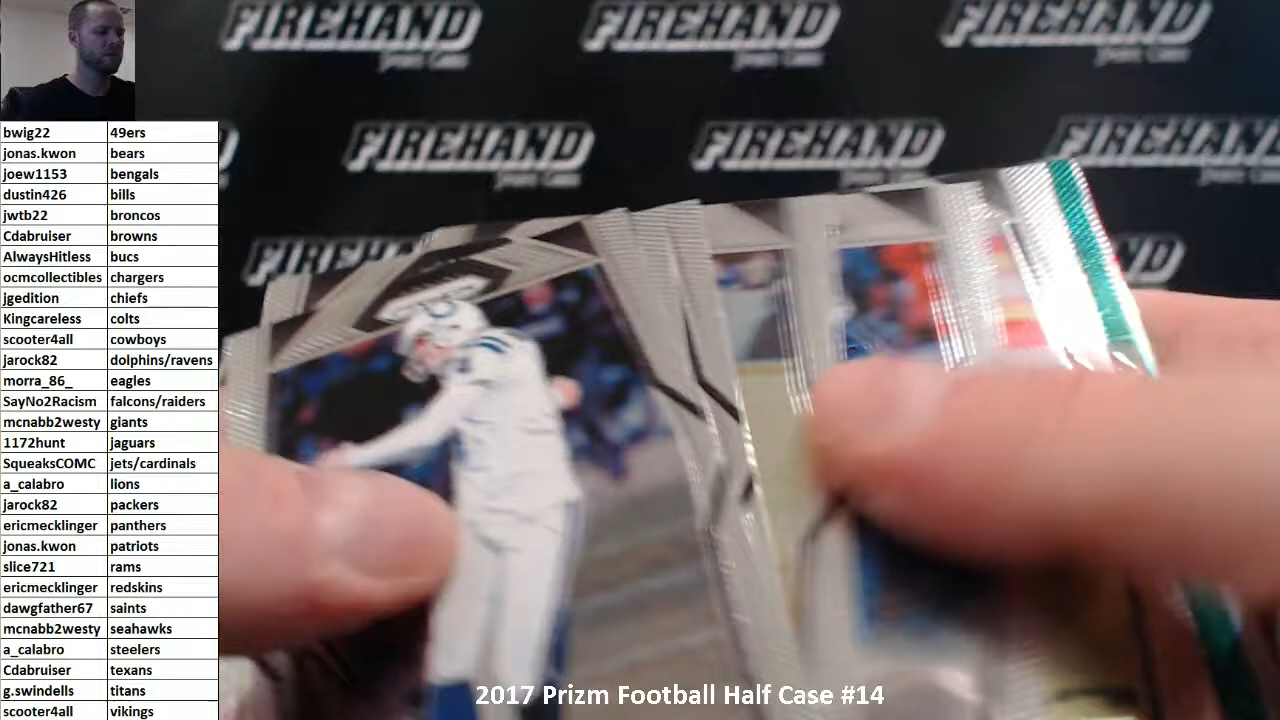 FIREHAND FIREHAND FIREHAND
FIREHAND FIREHAND FIREHAND
FIREHAND
bwig22 49ers
jonas.kwon bears
joew1153 bengals
dustin426 bills
jwtb22 broncos
Cdabruiser browns
AlwaysHitless bucs
ocmcollectibles chargers
jgedition chiefs
Kingcareless colts
scooter4all cowboys
jarock82 dolphins/ravens
morra_86_ eagles
SayNo2Racism falcons/raiders
mcnabb2westy giants
1172hunt jaguars
SqueaksCOMC jets/cardinals
a_calabro lions
jarock82 packers
ericmecklinger panthers
jonas.kwon patriots
slice721 rams
ericmecklinger redskins
dawgfather67 saints
mcnabb2westy seahawks
a_calabro steelers
Cdabruiser texans
g.swindells titans
scooter4all vikings
2017 Prizm Football Half Case #14